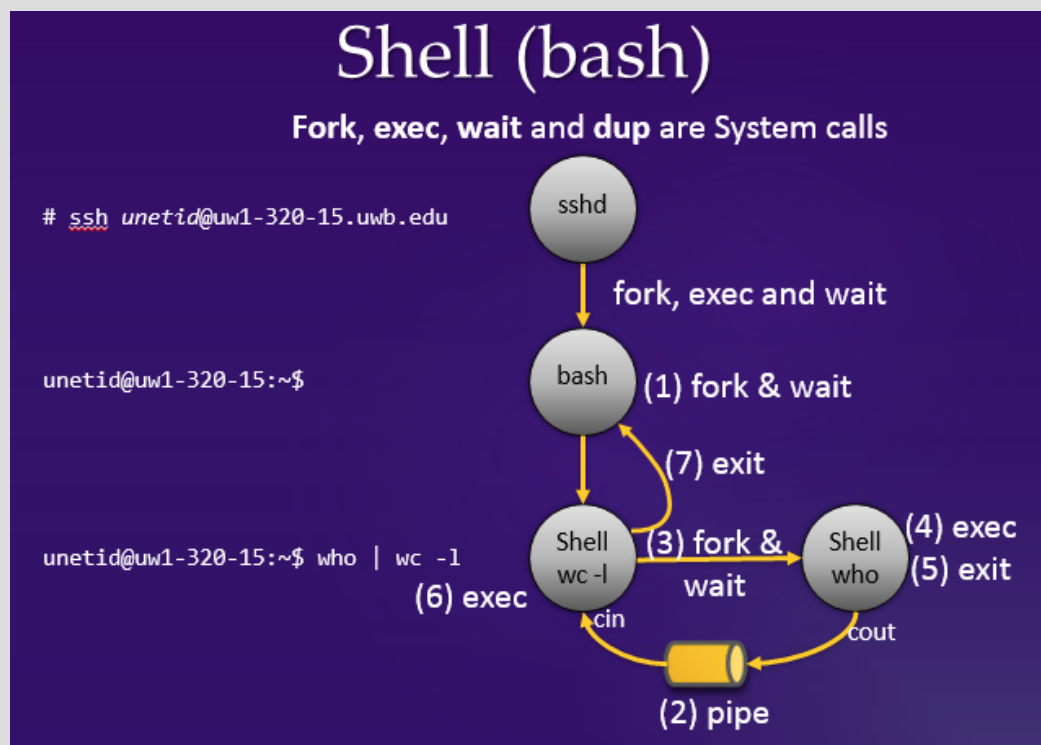 Shell (bash)
Fork, exec, wait and dup are System calls
# ssh unetid@uw1-320-15.uwb.edu
sshd
fork, exec and wait
unetid@uw1-320-15:~$
bash
(1) fork & wait
(7) exit
unetid@uw1-320-15:~$ who | wc -l
Shell
wc -l
(3) fork &
wait
Shell
who
(4) exec
(5) exit
(6) exec
cin
cout
(2) pipe